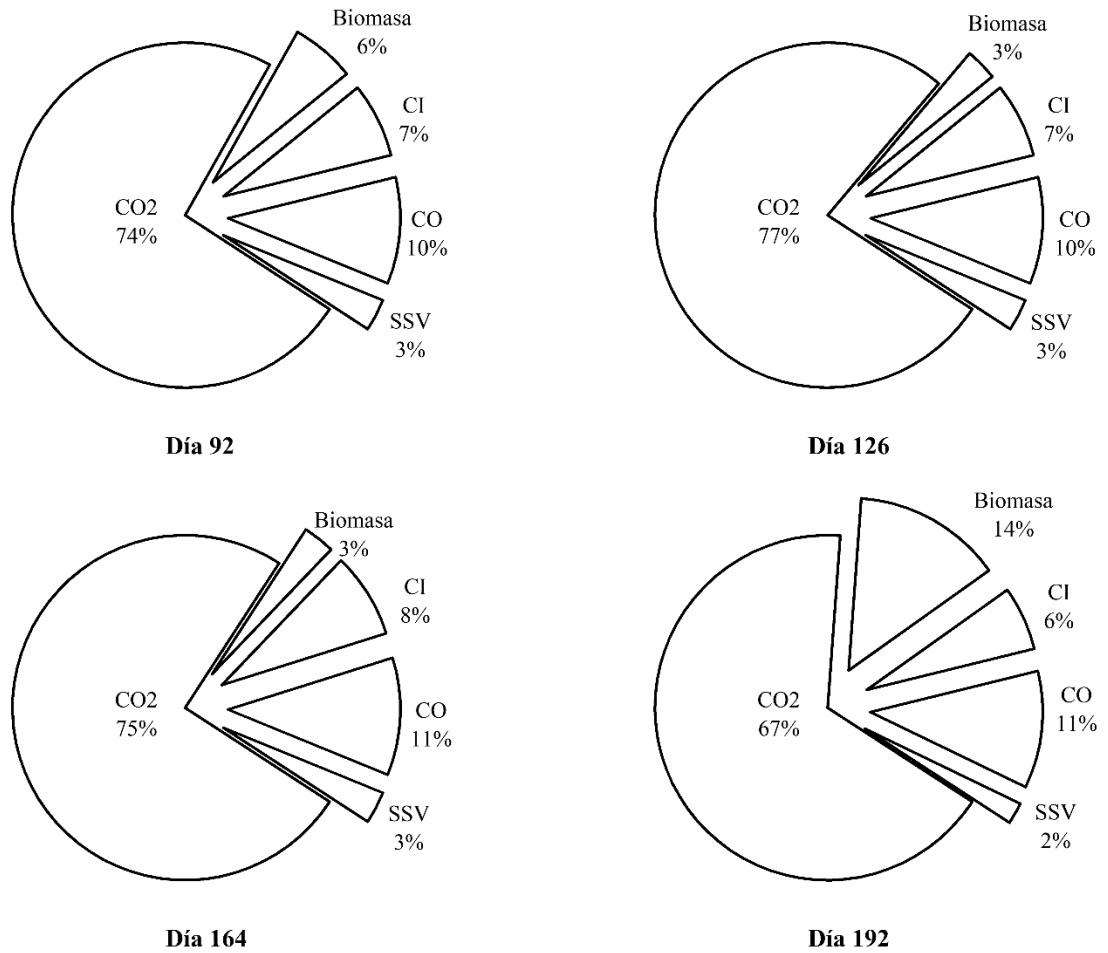 Biomasa
6%
CI
7%
CO2
74%
CO
10%
SSV
3%
Día 92
Biomasa
3%
CI
7%
CO2
77%
CO
10%
SSV
3%
Día 126
Biomasa
3%
CI
8%
CO2
75%
CO
11%
SSV
3%
Día 164
Biomasa
14%
CI
6%
CO2
67%
CO
11%
SSV
2%
Día 192